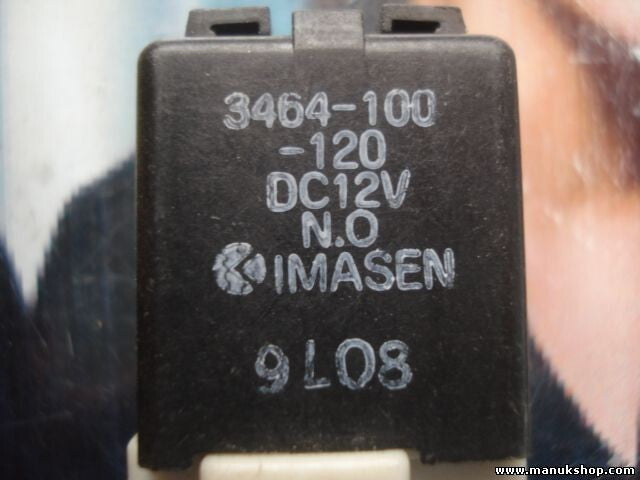 3464-100
-120
DC12V
N.O
IMASEN
9L08
www.manukshop.com